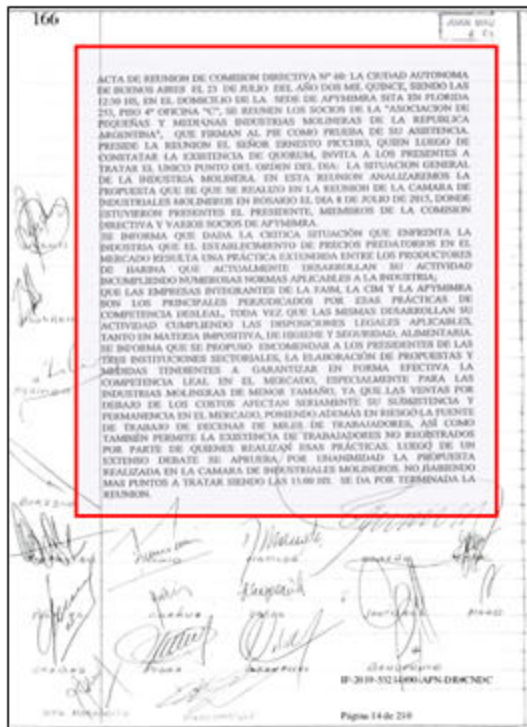 166
ACTA DE REUNION DE COMISION DIRECTIVA Nº 60: LA CIUDAD AUTONOMA
DE BUENOS AIRES EL 23 DE JULIO DEL AÑO DOS MIL QUINCE, SIENDO LAS
12:30 HS, EN EL DOMICILIO DE LA SEDE DE APYMIMRA SITA EN FLORIDA
253, PISO 4º OFICINA "C", SE REUNEN LOS SOCIOS DE LA "ASOCIACION DE
PEQUEÑAS Y MEDIANAS INDUSTRIAS MOLINERAS DE LA REPUBLICA
ARGENTINA", QUE FIRMAN AL PIE COMO PRUEBA DE SU ASISTENCIA.
PRESIDE LA REUNION EL SEÑOR ERNESTO PICCHIO, QUIEN LUEGO DE
CONSTATAR LA EXISTENCIA DE QUORUM, INVITA A LOS PRESENTES A
TRATAR EL UNICO PUNTO DEL ORDEN DEL DIA: LA SITUACION GENERAL
DE LA INDUSTRIA MOLINERA. EN ESTA REUNION ANALIZAREMOS LA
PROPUESTA QUE SE QUE SE REALIZO EN LA REUNION DE LA CAMARA DE
INDUSTRIALES MOLINEROS EN ROSARIO EL DIA 8 DE JULIO DE 2015, DONDE
ESTUVIERON PRESENTES EL PRESIDENTE, MIEMBROS DE LA COMISION
DIRECTIVA Y VARIOS SOCIOS DE APYMIMRA.
SE INFORMA QUE DADA LA CRITICA SITUACIÓN QUE ENFRENTA LA
INDUSTRIA QUE EL ESTABLECIMIENTO DE PRECIOS PREDATORIOS EN EL
MERCADO RESULTA UNA PRÁCTICA EXTENDIDA ENTRE LOS PRODUCTORES
DE HARINA QUE ACTUALMENTE DESARROLLAN SU ACTIVIDAD
INCUMPLIENDO NUMEROSAS NORMAS APLICABLES A LA INDUSTRIA;
QUE LAS EMPRESAS INTEGRANTES DE LA FAIM, LA CIM Y LA APYMIMRA
SON LOS PRINCIPALES PERJUDICADOS POR ESAS PRÁCTICAS DE
COMPETENCIA DESLEAL, TODA VEZ QUE LAS MISMAS DESARROLLAN SU
ACTIVIDAD CUMPLIENDO LAS DISPOSICIONES LEGALES APLICABLES,
TANTO EN MATERIA IMPOSITIVA, DE HIGIENE Y SEGURIDAD, ALIMENTARIA.
SE INFORMA QUE SE PROPUSO ENCOMENDAR A LOS PRESIDENTES DE LAS
TRES INSTITUCIONES SECTORIALES, LA ELABORACIÓN DE PROPUESTAS Y
MEDIDAS TENDIENTES A GARANTIZAR EN FORMA EFECTIVA LA
COMPETENCIA LEAL EN EL MERCADO, ESPECIALMENTE PARA LAS
INDUSTRIAS MOLINERAS DE MENOR TAMAÑO, YA QUE LAS VENTAS POR
DEBAJO DE LOS COSTOS AFECTAN SERIAMENTE SU SUBSISTENCIA Y
PERMANENCIA EN EL MERCADO, PONIENDO ADEMÁS EN RIESGO LA FUENTE
DE TRABAJO DE DECENAS DE MILES DE TRABAJADORES, ASÍ COMO
TAMBIÉN PERMITE LA EXISTENCIA DE TRABAJADORES NO REGISTRADOS
POR PARTE DE QUIENES REALIZAN ESAS PRÁCTICAS. LUEGO DE UN
EXTENSO DEBATE SE APRUEBA POR UNANIMIDAD LA PROPUESTA
REALIZADA EN LA CAMARA DE INDUSTRIALES MOLINEROS. NO HABIENDO
MAS PUNTOS A TRATAR SIENDO LAS 15:00 HS. SE DA POR TERMINADA LA
REUNION.
Página 14 de 210